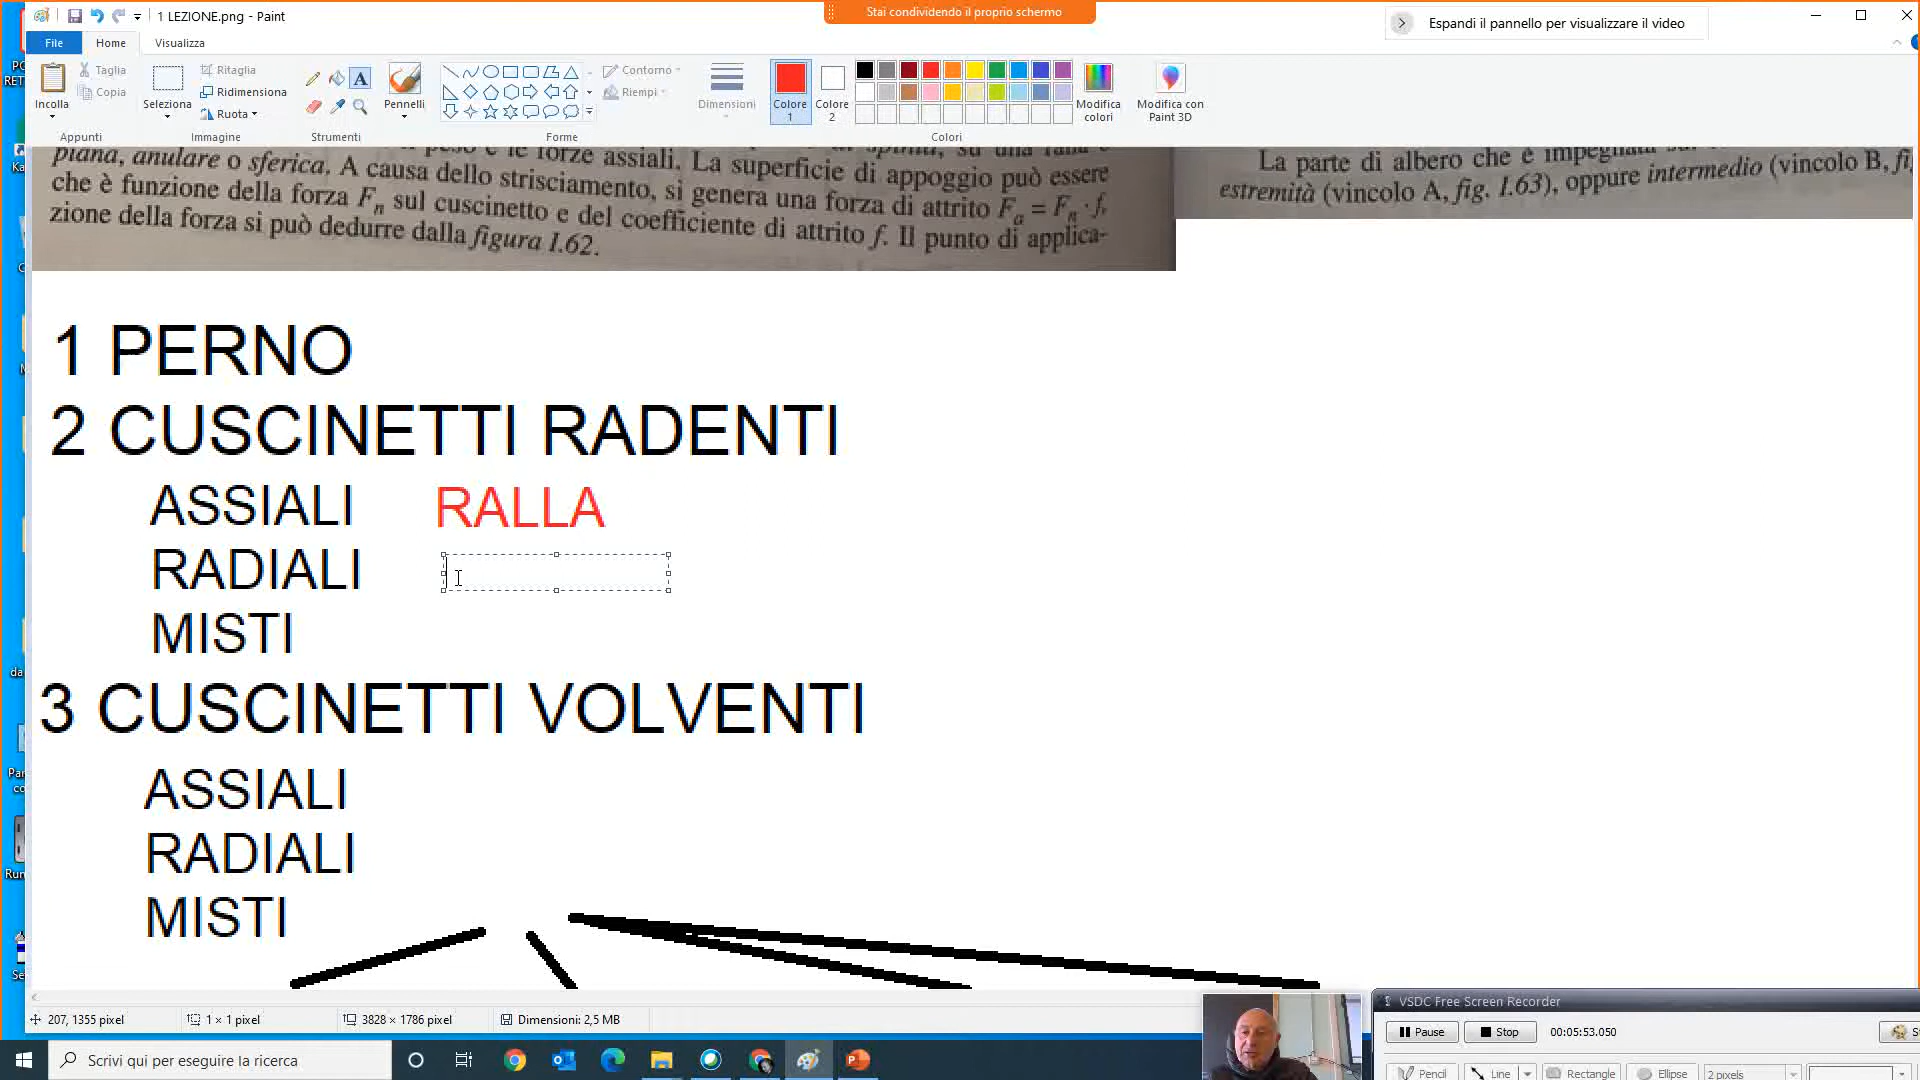 1 LEZIONE.png - Paint
Stai condividendo il proprio schermo
Espandi il pannello per visualizzare il video
File
Home
Visualizza
Incolla
Taglia
Copia
Appunti
Seleziona
Ritaglia
Ridimensiona
Ruota
Immagine
Strumenti
Pennelli
Contorno
Riempi
Forme
Dimensioni
Colore 1
Colore 2
Modifica colori
Modifica con Paint 3D
Colori
piana, anulare o sferica. A causa dello strisciamento, si genera una forza di attrito Fa = Fn · f,
che è funzione della forza Fn sul cuscinetto e del coefficiente di attrito f. Il punto di applica-
zione della forza si può dedurre dalla figura I.62.
La parte di albero che è
estremità (vincolo A, fig. I.63), oppure intermedio (vincolo B,
1 PERNO
2 CUSCINETTI RADENTI
ASSIALI RALLA
RADIALI
MISTI
3 CUSCINETTI VOLVENTI
ASSIALI
RADIALI
MISTI
207, 1355 pixel
1 × 1 pixel
3828 × 1786 pixel
Dimensioni: 2,5 MB
VSDC Free Screen Recorder
Pause
Stop
00:05:53.050
Pencil
Line
Rectangle
Ellipse
2 pixels
Scrivi qui per eseguire la ricerca